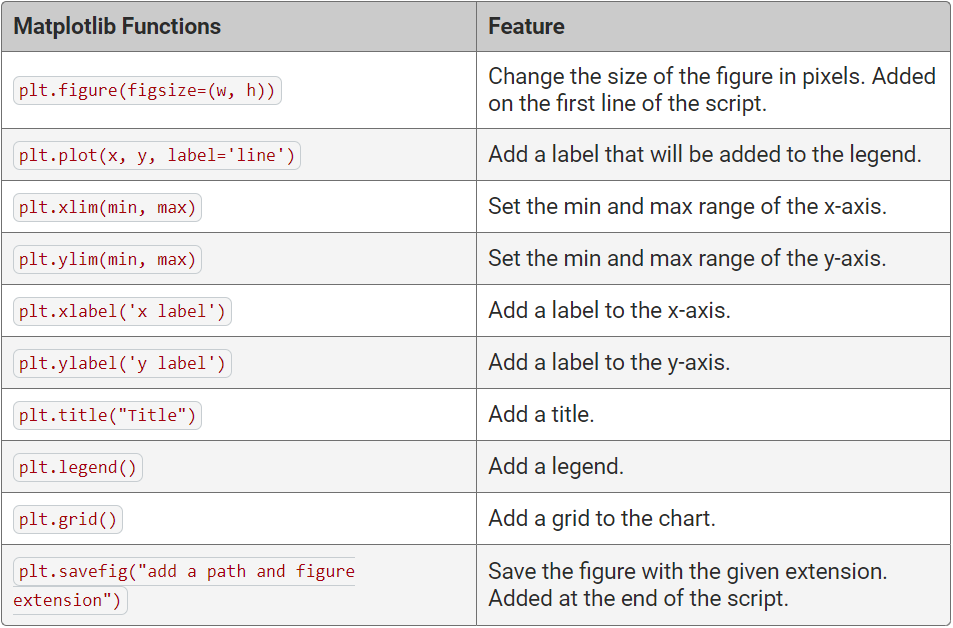 Matplotlib Functions
Feature
plt.figure(figsize=(w, h))
Change the size of the figure in pixels. Added
on the first line of the script.
plt.plot(x, y, label='line')
Add a label that will be added to the legend.
plt.xlim(min, max)
Set the min and max range of the x-axis.
plt.ylim(min, max)
Set the min and max range of the y-axis.
plt.xlabel('x label')
Add a label to the x-axis.
plt.ylabel('y label')
Add a label to the y-axis.
plt.title("Title")
Add a title.
plt.legend()
Add a legend.
plt.grid()
Add a grid to the chart.
plt.savefig("add a path and figure
extension")
Save the figure with the given extension.
Added at the end of the script.